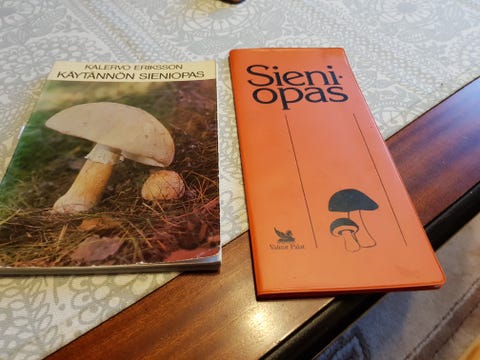 KALERVO ERIKSSON
KÄYTÄNNÖN SIENIOPAS
Sieni-
opas
Valitut Palat